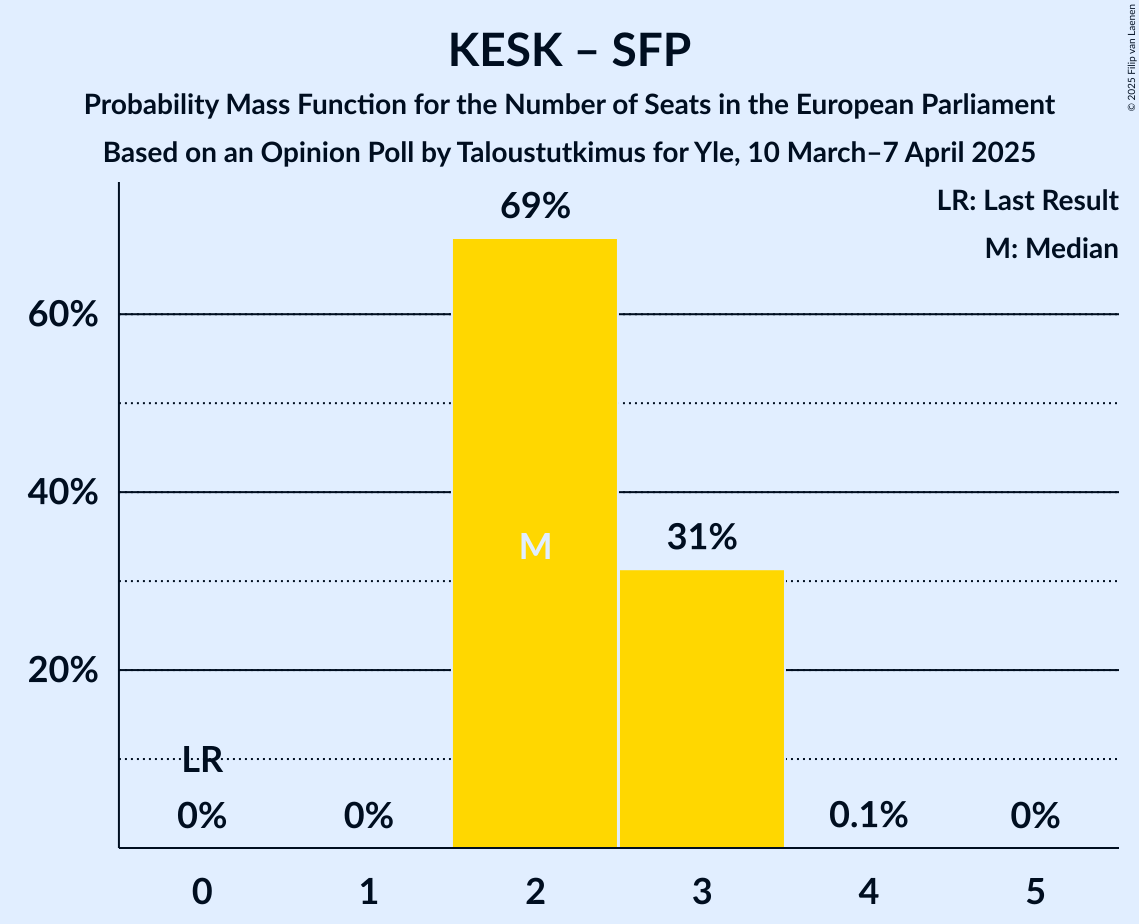 KESK – SFP
Probability Mass Function for the Number of Seats in the European Parliament
Based on an Opinion Poll by Taloustutkimus for Yle, 10 March–7 April 2025
© 2025 Filip van Laenen
LR: Last Result
M: Median
69%
60%
40%
31%
M
20%
LR
0%
0%
0.1%
0%
0 1 2 3 4 5